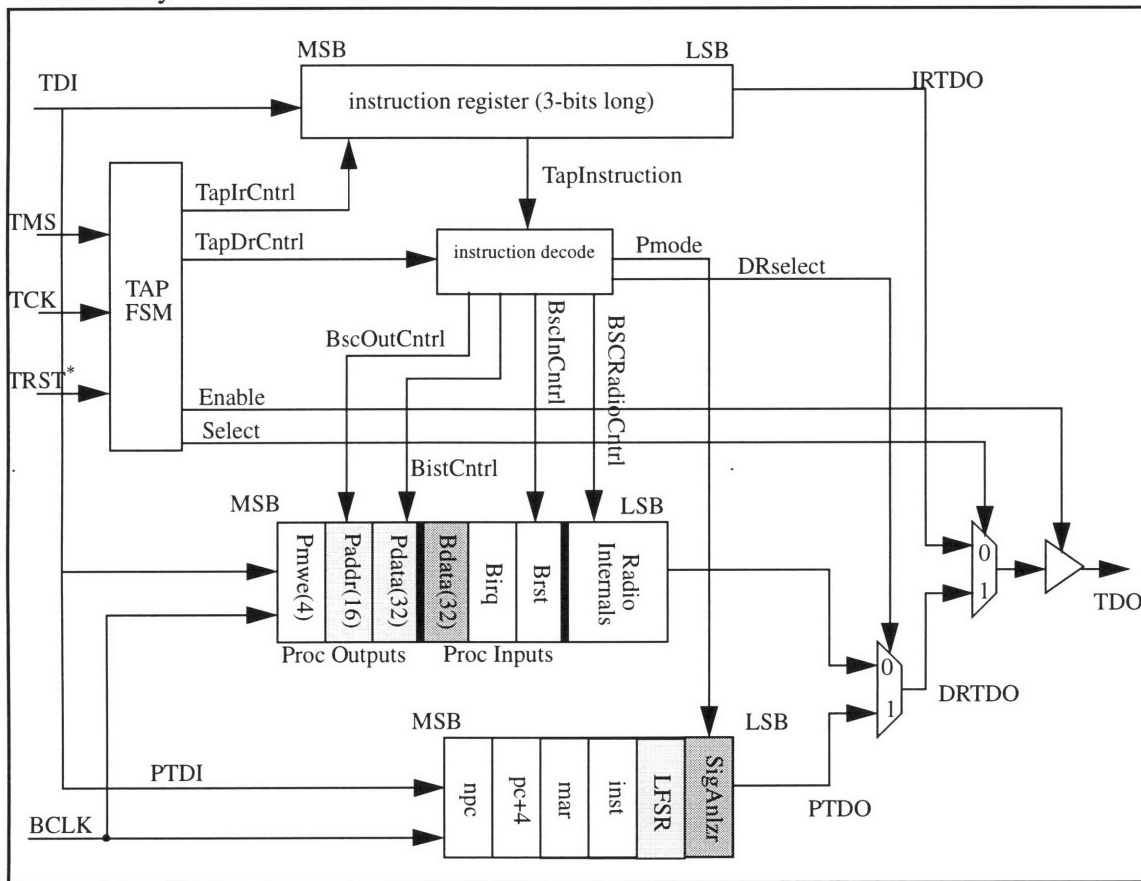 MSB
LSB
TDI
IRTDO
instruction register (3-bits long)
TapIrCntrl
TapInstruction
TMS
TapDrCntrl
instruction decode
Pmode
DRselect
TCK
TAP
FSM
BscOutCntrl
BscInCntrl
BSCRadioCntrl
TRST*
Enable
Select
BistCntrl
MSB
LSB
Pmwe(4)
Paddr(16)
Pdata(32)
Bdata(32)
Birq
Brst
Radio
Internals
0
1
TDO
Proc Outputs
Proc Inputs
0
1
DRTDO
MSB
LSB
PTDI
npc
pc+4
mar
inst
LFSR
SigAnlzr
PTDO
BCLK